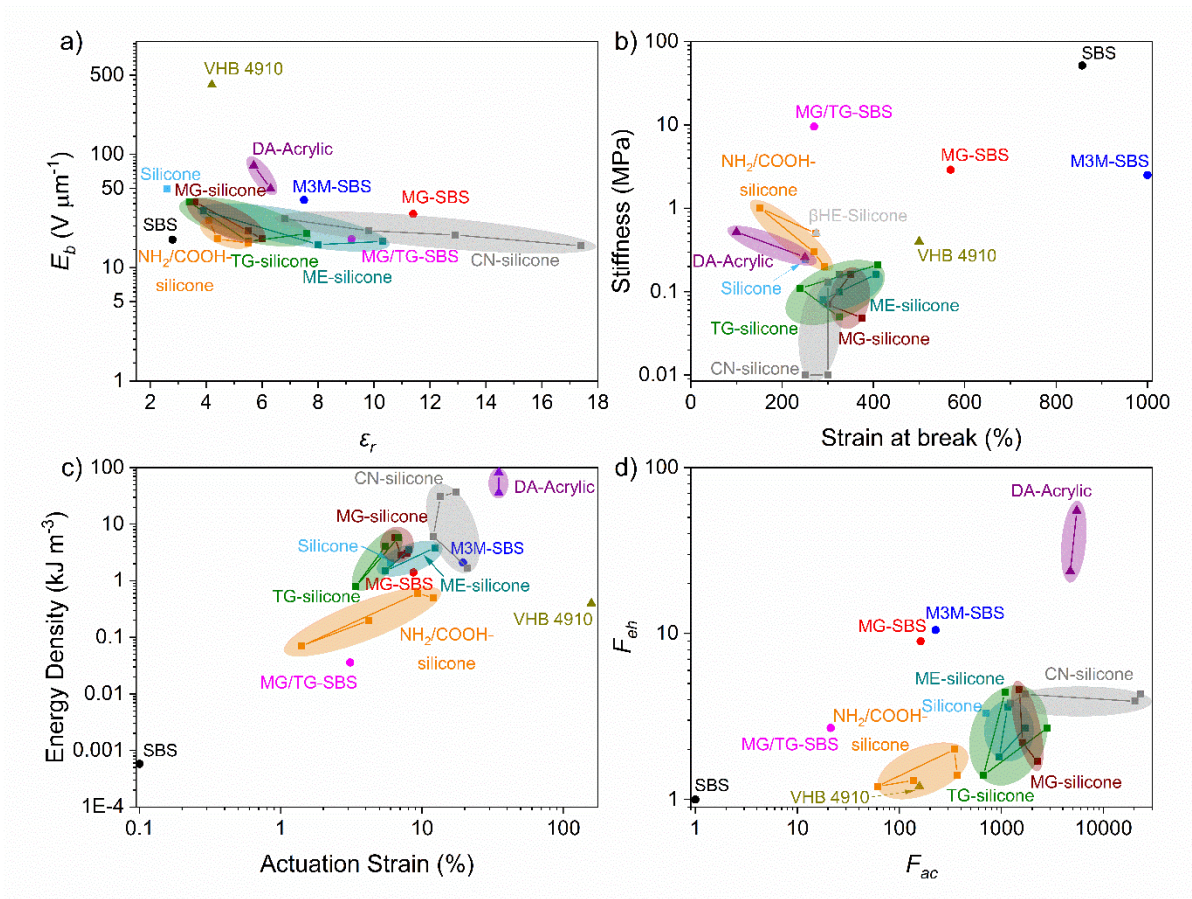 a)
E_b (V μm⁻¹)
500
100
50
10
5
1
VHB 4910
DA-Acrylic
Silicone
MG-silicone
M3M-SBS
MG-SBS
SBS
NH₂/COOH-
silicone
TG-silicone
ME-silicone
MG/TG-SBS
CN-silicone
2 4 6 8 10 12 14 16 18
ε_r
b)
Stiffness (MPa)
100
10
1
0.1
0.01
SBS
MG/TG-SBS
MG-SBS
M3M-SBS
NH₂/COOH-
silicone
βHE-Silicone
VHB 4910
DA-Acrylic
Silicone
ME-silicone
TG-silicone
MG-silicone
CN-silicone
0 200 400 600 800 1000
Strain at break (%)
c)
Energy Density (kJ m⁻³)
100
10
1
0.1
0.01
0.001
1E-4
CN-silicone
DA-Acrylic
MG-silicone
Silicone
M3M-SBS
MG-SBS
ME-silicone
TG-silicone
VHB 4910
NH₂/COOH-
silicone
MG/TG-SBS
SBS
0.1 1 10 100
Actuation Strain (%)
d)
F_eh
100
10
1
DA-Acrylic
M3M-SBS
MG-SBS
ME-silicone
CN-silicone
Silicone
NH₂/COOH-
silicone
MG/TG-SBS
MG-silicone
VHB 4910
TG-silicone
SBS
1 10 100 1000 10000
F_ac